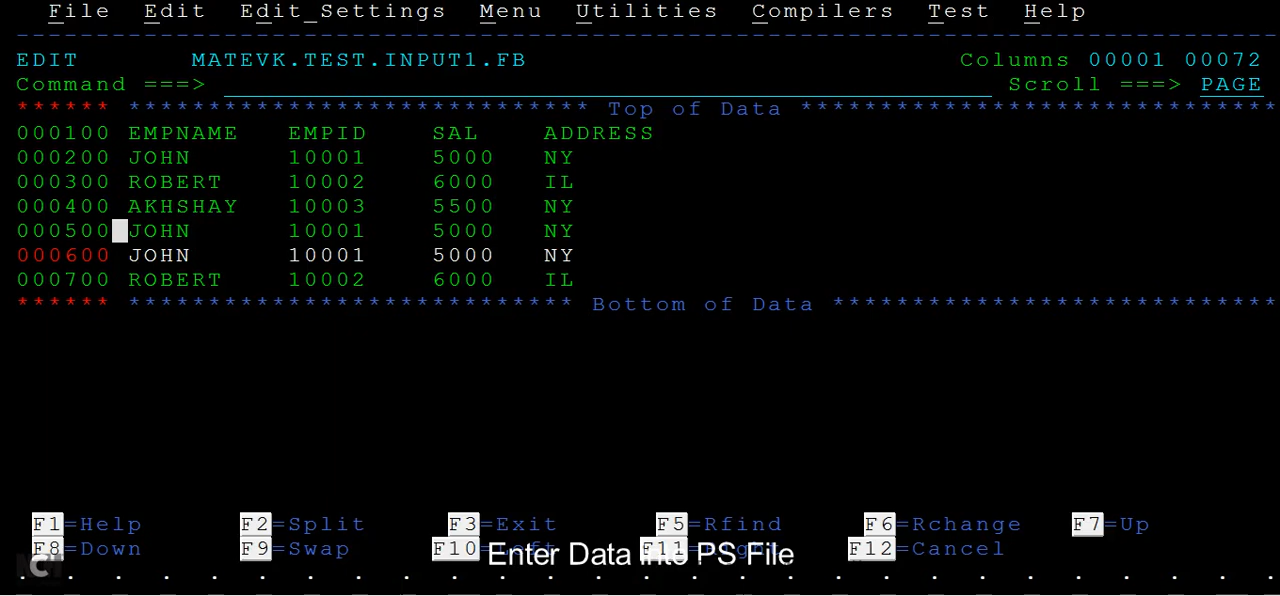 File Edit Edit_Settings Menu Utilities Compilers Test Help
EDIT MATEVK.TEST.INPUT1.FB Columns 00001 00072
Command ===> Scroll ===> PAGE
****** ***************************** Top of Data ******************************
000100 EMPNAME EMPID SAL ADDRESS
000200 JOHN 10001 5000 NY
000300 ROBERT 10002 6000 IL
000400 AKHSHAY 10003 5500 NY
000500 JOHN 10001 5000 NY
000600 JOHN 10001 5000 NY
000700 ROBERT 10002 6000 IL
****** **************************** Bottom of Data ****************************
F1=Help F2=Split F3=Exit F5=Rfind F6=Rchange F7=Up
F8=Down F9=Swap F10=Left F11=Right F12=Cancel
Enter Data into PS File